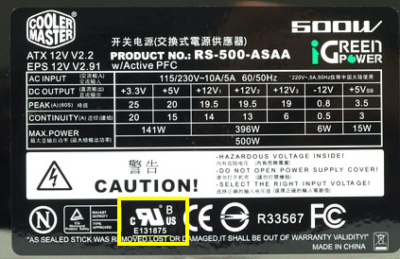 COOLER
MASTER
ATX 12V V2.2
EPS 12V V2.91
开关电源(交換式電源供應器)
PRODUCT NO.: RS-500-ASAA
w/Active PFC
500W
iGREEN
POWER
AC INPUT 115/230V~10A/5A 60/50Hz
DC OUTPUT +3.3V +5V +12V1 +12V2 +12V3 -12V +5VSB
PEAK(A)(60S) 25 20 19.5 19.5 19 0.8 3.5
CONTINUITY(A) 20 15 14 13 6 0.5 3
MAX.POWER 141W 396W 6W 15W
500W
警告
CAUTION!
-HAZARDOUS VOLTAGE INSIDE!
-DO NOT OPEN POWER SUPPLY COVER!
-SELECT THE RIGHT INPUT VOLTAGE!
N
C US B
E131875
CE
R33567
FC
"AS SEALED STICK WAS REMOVED, LOST OR DAMAGED, IT SHALL BE OUT OF WARRANTY VOIDABLE."